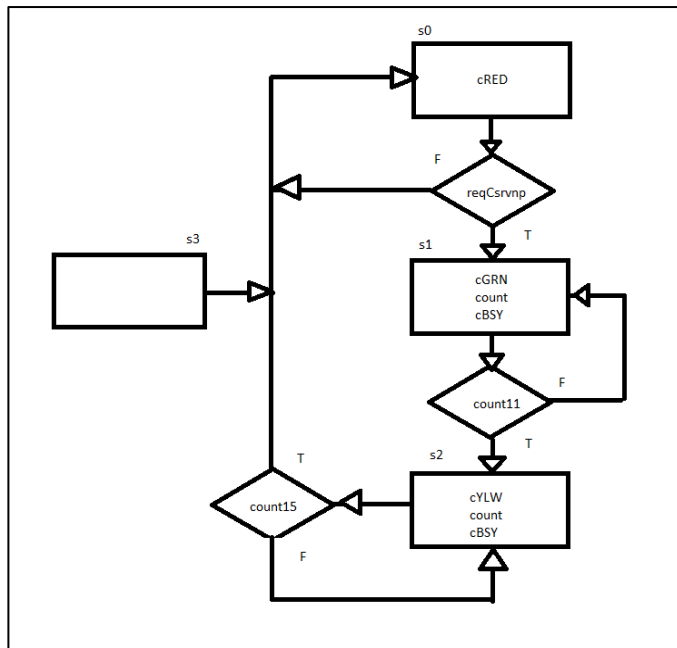 s0
cRED
F
reqCsrvnp
T
s3
s1
cGRN
count
cBSY
F
count11
T
s2
T
count15
cYLW
count
cBSY
F